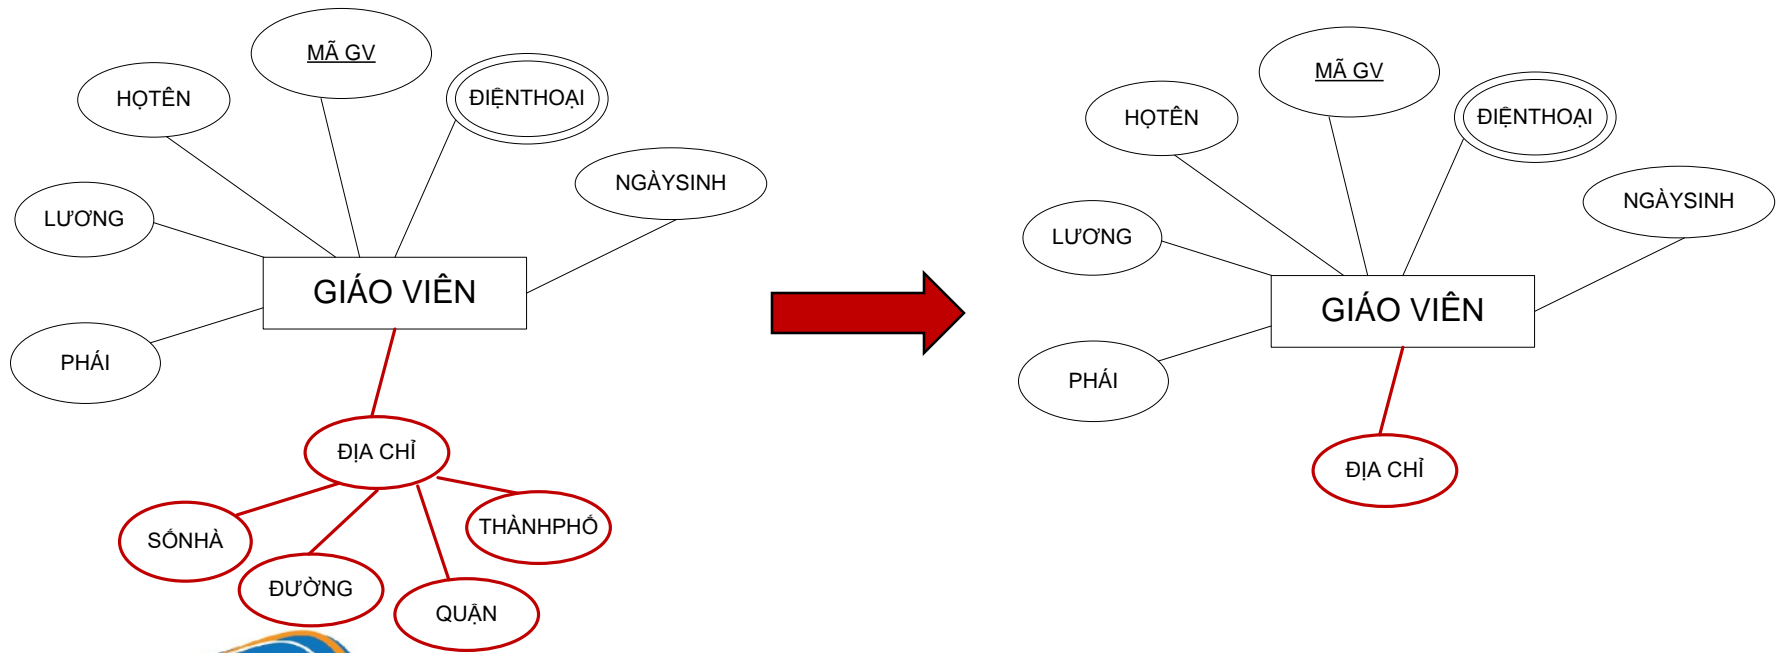 MÃ GV
HỌTÊN
ĐIỆNTHOẠI
NGÀYSINH
LƯƠNG
GIÁO VIÊN
PHÁI
ĐỊA CHỈ
SỐNHÀ
THÀNHPHỐ
ĐƯỜNG
QUẬN
MÃ GV
HỌTÊN
ĐIỆNTHOẠI
NGÀYSINH
LƯƠNG
GIÁO VIÊN
PHÁI
ĐỊA CHỈ